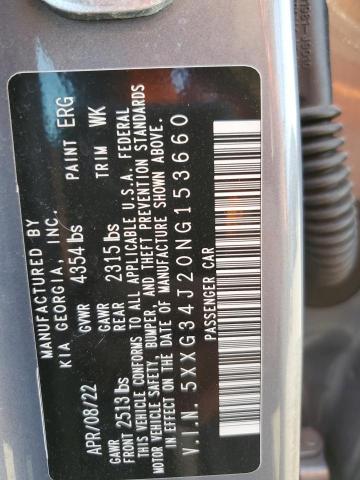 MANUFACTURED BY
KIA GEORGIA, INC.
APR/08/22 GVWR 4354 lbs PAINT ERG
GAWR FRONT 2513 lbs GAWR REAR 2315 lbs TRIM WK
THIS VEHICLE CONFORMS TO ALL APPLICABLE U.S.A. FEDERAL
MOTOR VEHICLE SAFETY, BUMPER, AND THEFT PREVENTION STANDARDS
IN EFFECT ON THE DATE OF MANUFACTURE SHOWN ABOVE.
V.I.N. 5XXG34J20NG153660
PASSENGER CAR